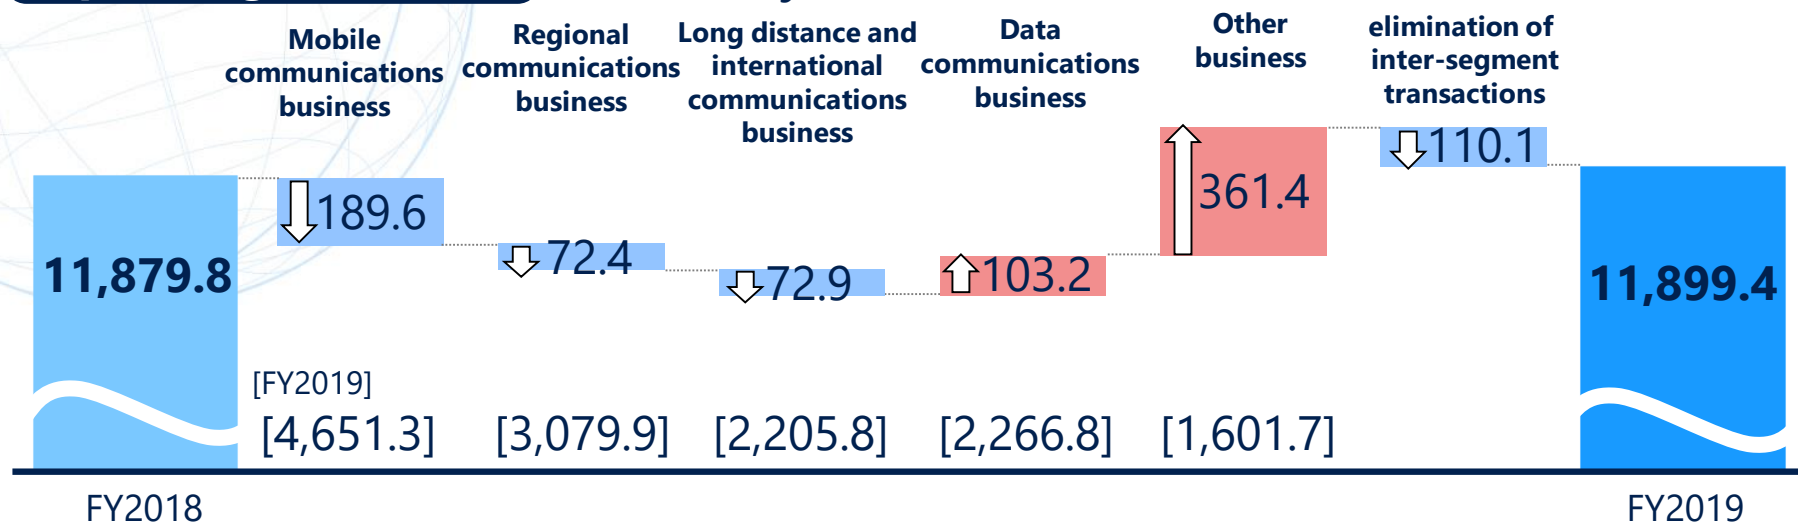 Mobile
communications
business
Regional
communications
business
Long distance and
international
communications
business
Data
communications
business
Other
business
elimination of
inter-segment
transactions
11,879.8
189.6
72.4
72.9
103.2
361.4
110.1
11,899.4
[FY2019]
[4,651.3]
[3,079.9]
[2,205.8]
[2,266.8]
[1,601.7]
FY2018
FY2019